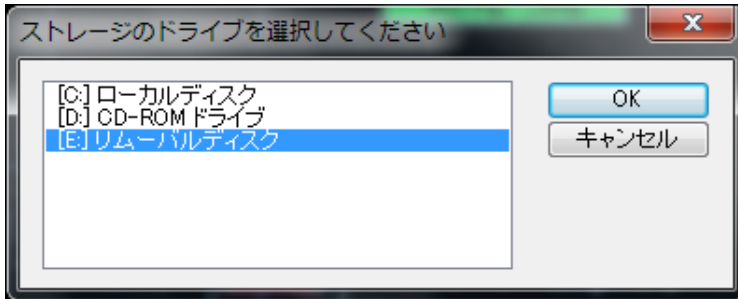 ストレージのドライブを選択してください
[C:] ローカルディスク
[D:] CD-ROM ドライブ
[E:] リムーバルディスク
OK
キャンセル